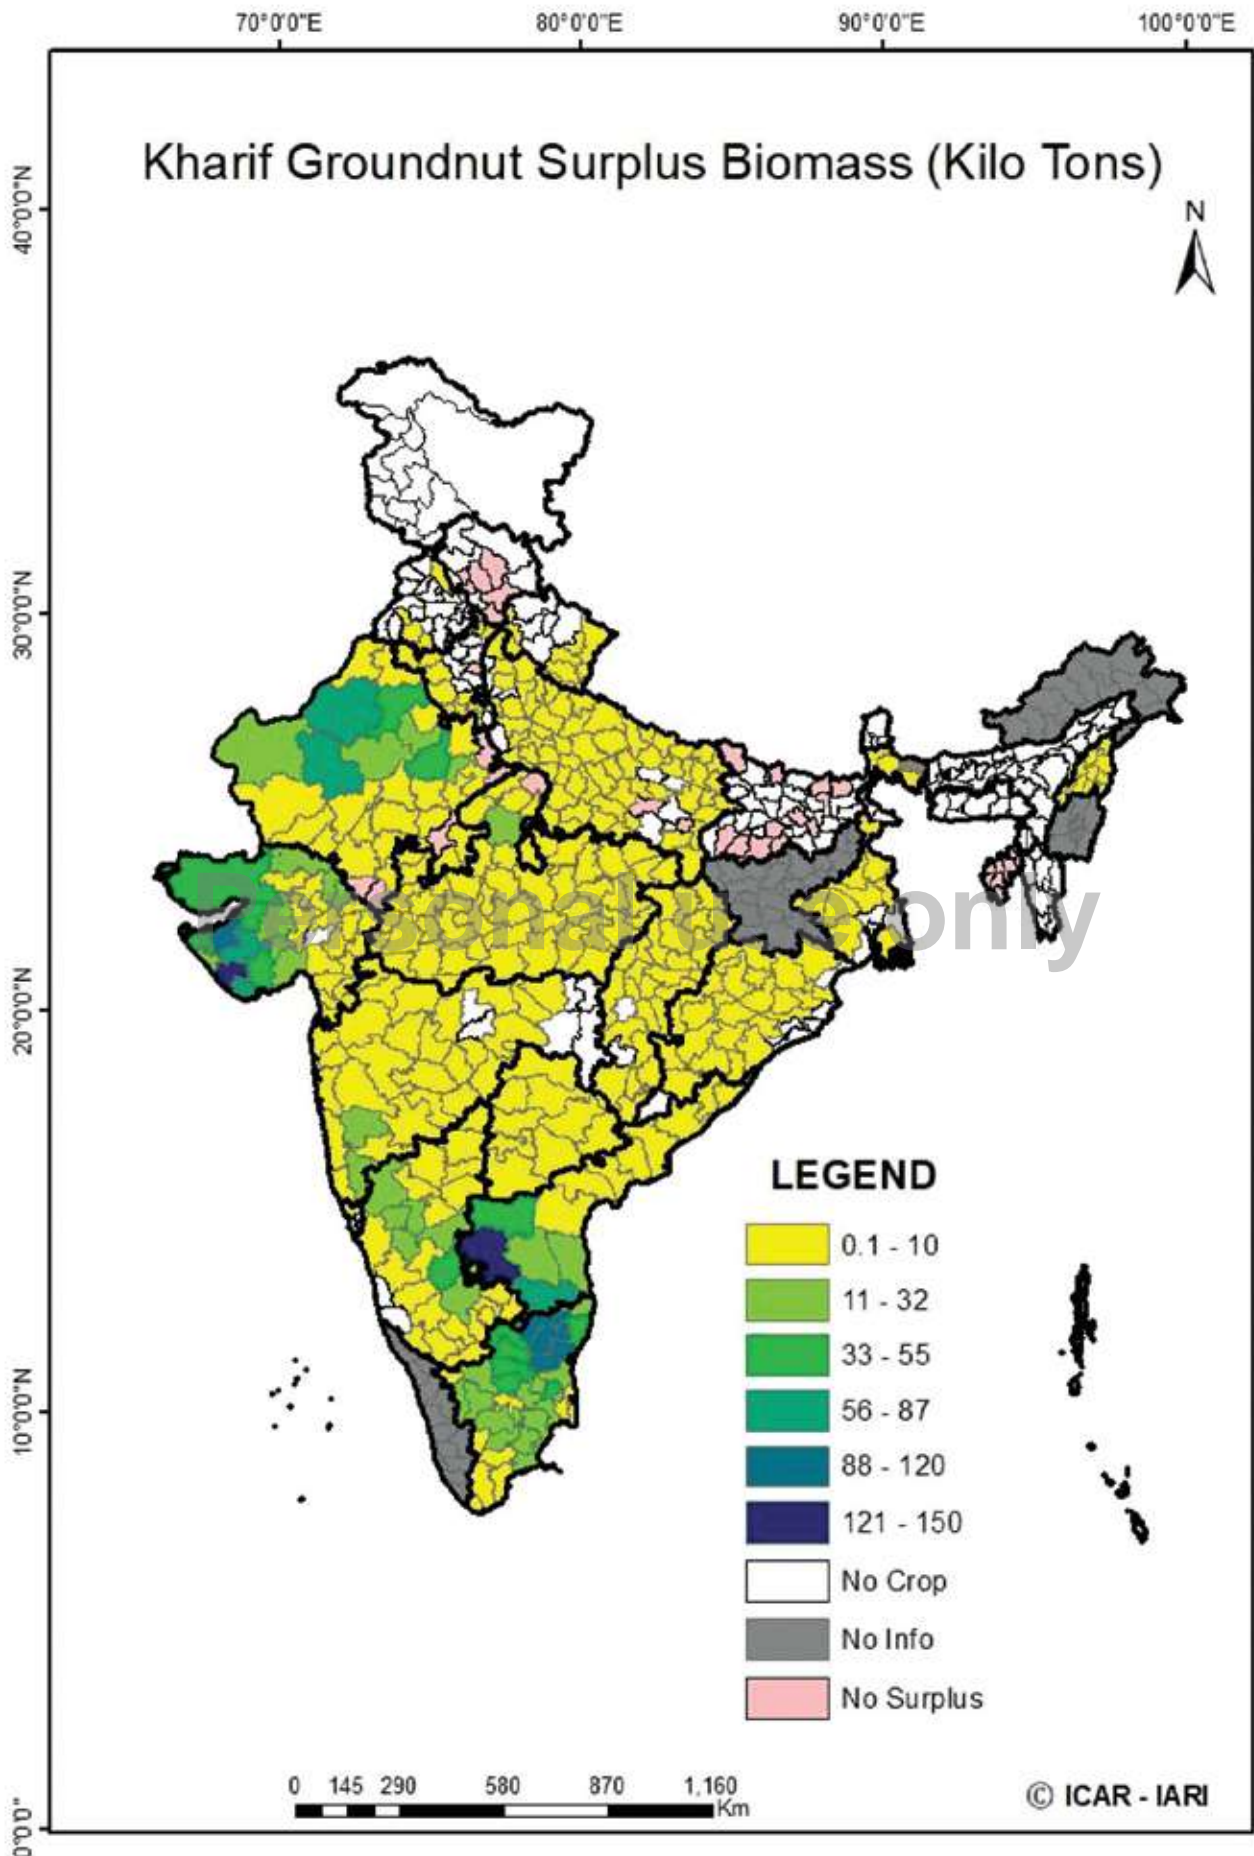 70°0'0"E 80°0'0"E 90°0'0"E 100°0'0"E
Kharif Groundnut Surplus Biomass (Kilo Tons)
N
40°0'0"N
30°0'0"N
20°0'0"N
10°0'0"N
0°0'0"
ersonal use only
LEGEND
0.1 - 10
11 - 32
33 - 55
56 - 87
88 - 120
121 - 150
No Crop
No Info
No Surplus
0 145 290 580 870 1,160
Km
© ICAR - IARI